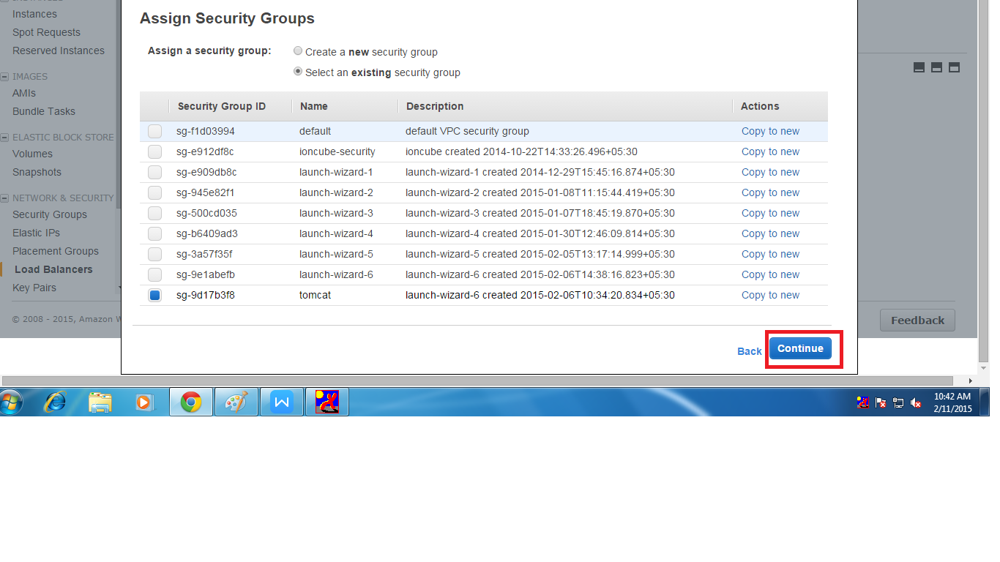 Instances
Spot Requests
Reserved Instances
IMAGES
AMIs
Bundle Tasks
ELASTIC BLOCK STORE
Volumes
Snapshots
NETWORK & SECURITY
Security Groups
Elastic IPs
Placement Groups
Load Balancers
Key Pairs
© 2008 - 2015, Amazon W
Assign Security Groups
Assign a security group:
Create a new security group
Select an existing security group
Security Group ID Name Description Actions
sg-f1d03994 default default VPC security group Copy to new
sg-e912df8c ioncube-security ioncube created 2014-10-22T14:33:26.496+05:30 Copy to new
sg-e909db8c launch-wizard-1 launch-wizard-1 created 2014-12-29T15:45:16.874+05:30 Copy to new
sg-945e82f1 launch-wizard-2 launch-wizard-2 created 2015-01-08T11:15:44.419+05:30 Copy to new
sg-500cd035 launch-wizard-3 launch-wizard-3 created 2015-01-07T18:45:19.870+05:30 Copy to new
sg-b6409ad3 launch-wizard-4 launch-wizard-4 created 2015-01-30T12:46:09.814+05:30 Copy to new
sg-3a57f35f launch-wizard-5 launch-wizard-5 created 2015-02-05T13:17:14.999+05:30 Copy to new
sg-9e1abefb launch-wizard-6 launch-wizard-6 created 2015-02-06T14:38:16.823+05:30 Copy to new
sg-9d17b3f8 tomcat launch-wizard-6 created 2015-02-06T10:34:20.834+05:30 Copy to new
Back Continue
Feedback
10:42 AM
2/11/2015